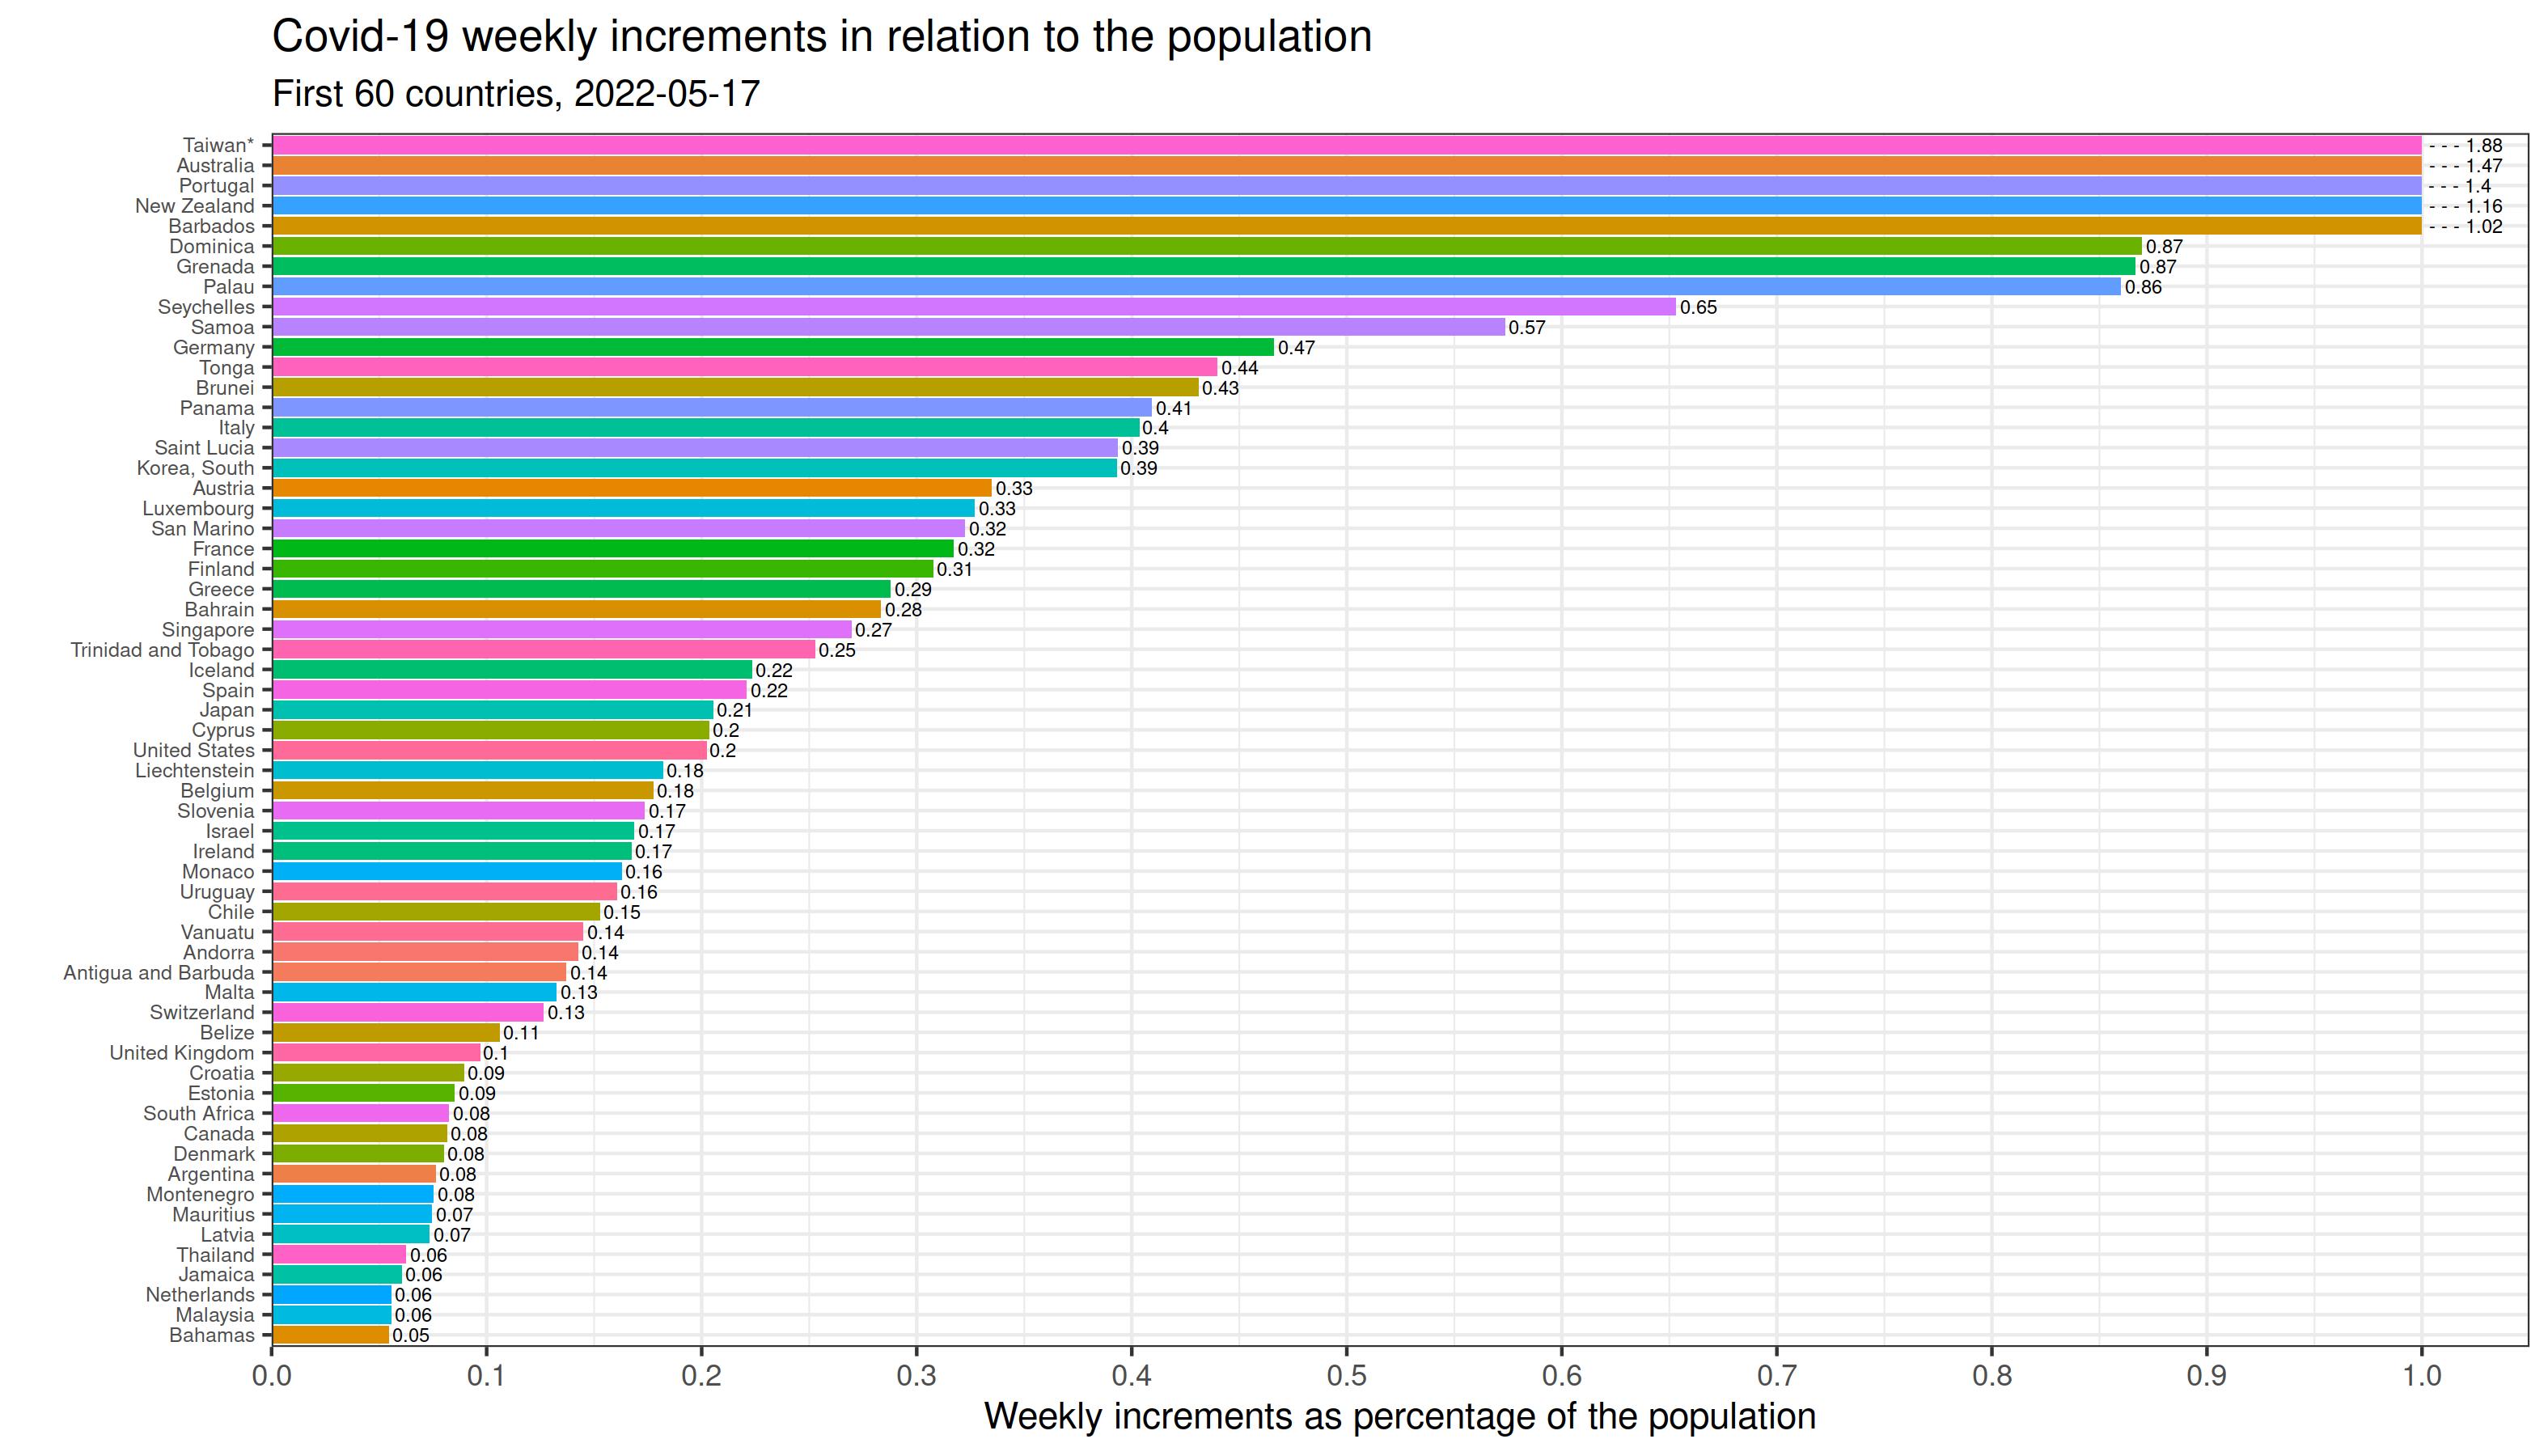 Covid-19 weekly increments in relation to the population
First 60 countries, 2022-05-17
Taiwan* - - - 1.88
Australia - - - 1.47
Portugal - - - 1.4
New Zealand - - - 1.16
Barbados - - - 1.02
Dominica 0.87
Grenada 0.87
Palau 0.86
Seychelles 0.65
Samoa 0.57
Germany 0.47
Tonga 0.44
Brunei 0.43
Panama 0.41
Italy 0.4
Saint Lucia 0.39
Korea, South 0.39
Austria 0.33
Luxembourg 0.33
San Marino 0.32
France 0.32
Finland 0.31
Greece 0.29
Bahrain 0.28
Singapore 0.27
Trinidad and Tobago 0.25
Iceland 0.22
Spain 0.22
Japan 0.21
Cyprus 0.2
United States 0.2
Liechtenstein 0.18
Belgium 0.18
Slovenia 0.17
Israel 0.17
Ireland 0.17
Monaco 0.16
Uruguay 0.16
Chile 0.15
Vanuatu 0.14
Andorra 0.14
Antigua and Barbuda 0.14
Malta 0.13
Switzerland 0.13
Belize 0.11
United Kingdom 0.1
Croatia 0.09
Estonia 0.09
South Africa 0.08
Canada 0.08
Denmark 0.08
Argentina 0.08
Montenegro 0.08
Mauritius 0.07
Latvia 0.07
Thailand 0.06
Jamaica 0.06
Netherlands 0.06
Malaysia 0.06
Bahamas 0.05
0.0 0.1 0.2 0.3 0.4 0.5 0.6 0.7 0.8 0.9 1.0
Weekly increments as percentage of the population